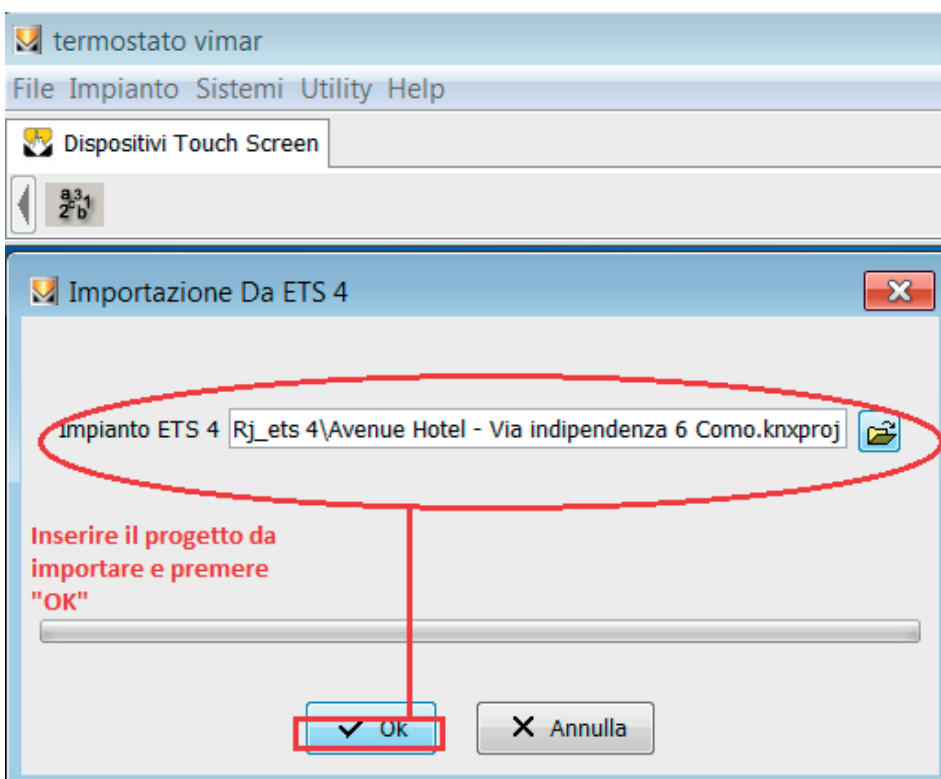 termostato vimar
File Impianto Sistemi Utility Help
Dispositivi Touch Screen
Importazione Da ETS 4
Impianto ETS 4 Rj_ets 4\Avenue Hotel - Via indipendenza 6 Como.knxproj
Inserire il progetto da
importare e premere
"OK"
Ok Annulla